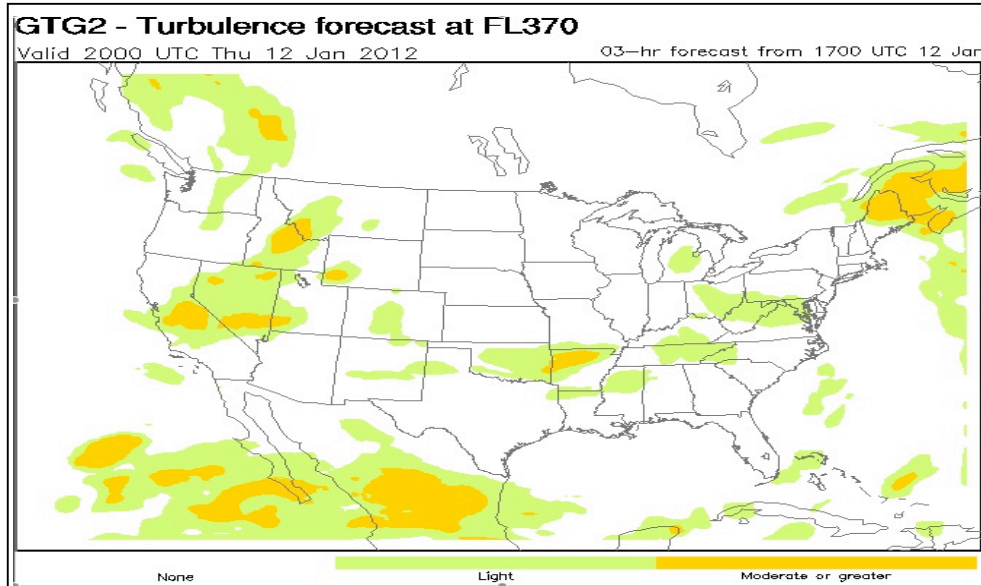 GTG2 - Turbulence forecast at FL370
Valid 2000 UTC Thu 12 Jan 2012 03-hr forecast from 1700 UTC 12 Jan
None Light Moderate or greater